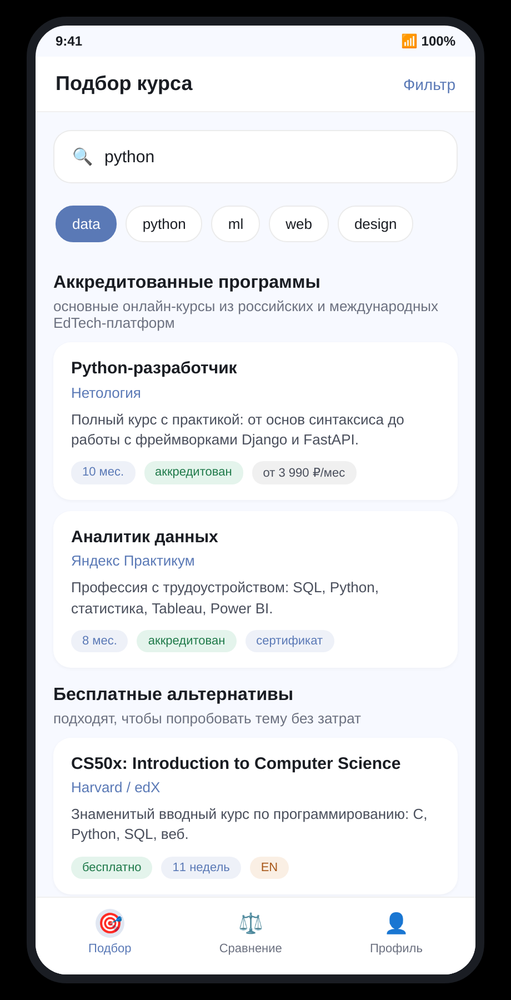 9:41
100%
Подбор курса
Фильтр
python
data
python
ml
web
design
Аккредитованные программы
основные онлайн-курсы из российских и международных
EdTech-платформ
Python-разработчик
Нетология
Полный курс с практикой: от основ синтаксиса до
работы с фреймворками Django и FastAPI.
10 мес.
аккредитован
от 3 990 ₽/мес
Аналитик данных
Яндекс Практикум
Профессия с трудоустройством: SQL, Python,
статистика, Tableau, Power BI.
8 мес.
аккредитован
сертификат
Бесплатные альтернативы
подходят, чтобы попробовать тему без затрат
CS50x: Introduction to Computer Science
Harvard / edX
Знаменитый вводный курс по программированию: C,
Python, SQL, веб.
бесплатно
11 недель
EN
Подбор
Сравнение
Профиль